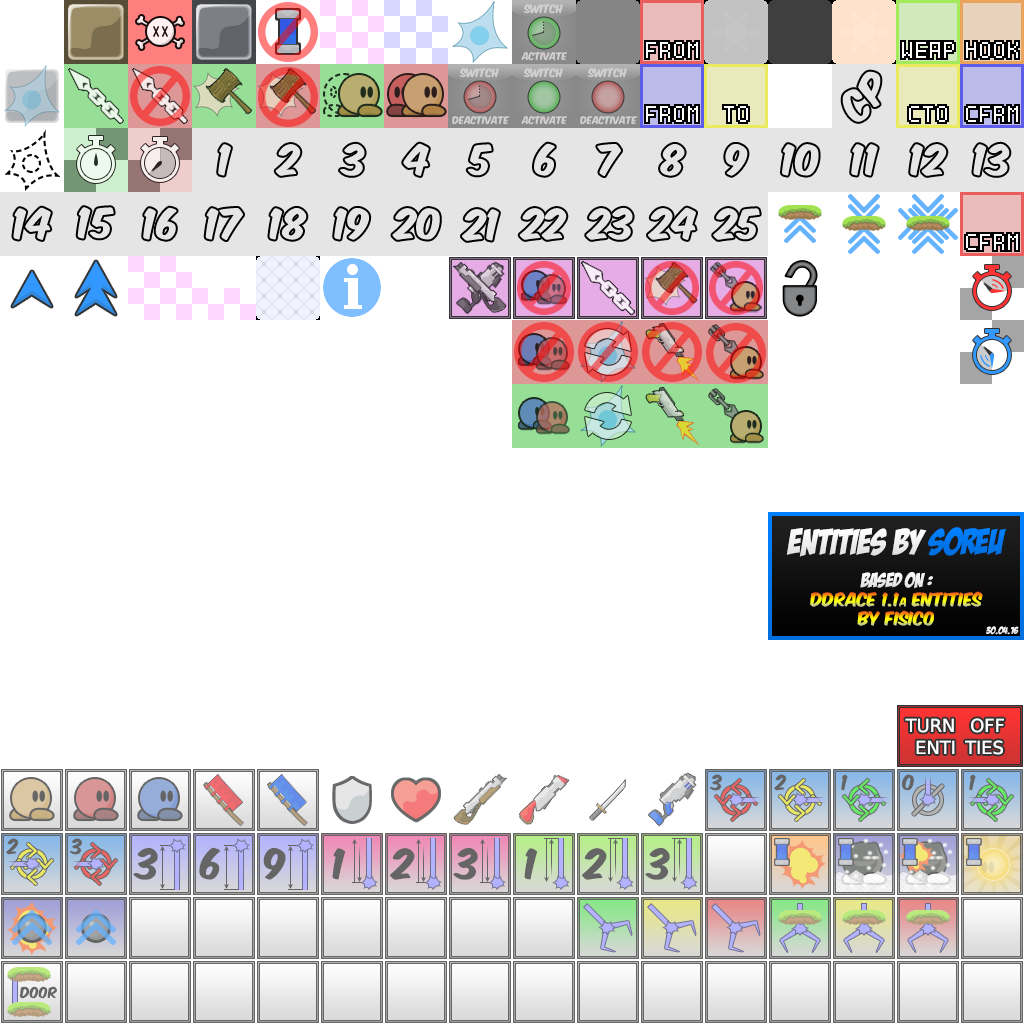 SWITCH
ACTIVATE
FROM
WEAP
HOOK
SWITCH
DEACTIVATE
SWITCH
ACTIVATE
SWITCH
DEACTIVATE
FROM
TO
CP
CTO
CFRM
1 2 3 4 5 6 7 8 9 10 11 12 13
14 15 16 17 18 19 20 21 22 23 24 25
CFRM
i
ENTITIES BY SOREU
BASED ON :
DDRACE 1.1A ENTITIES
BY FISICO
30.04.16
TURN OFF
ENTI TIES
3 2 1 0 1
2 3 3 6 9 1 2 3 1 2 3
DOOR